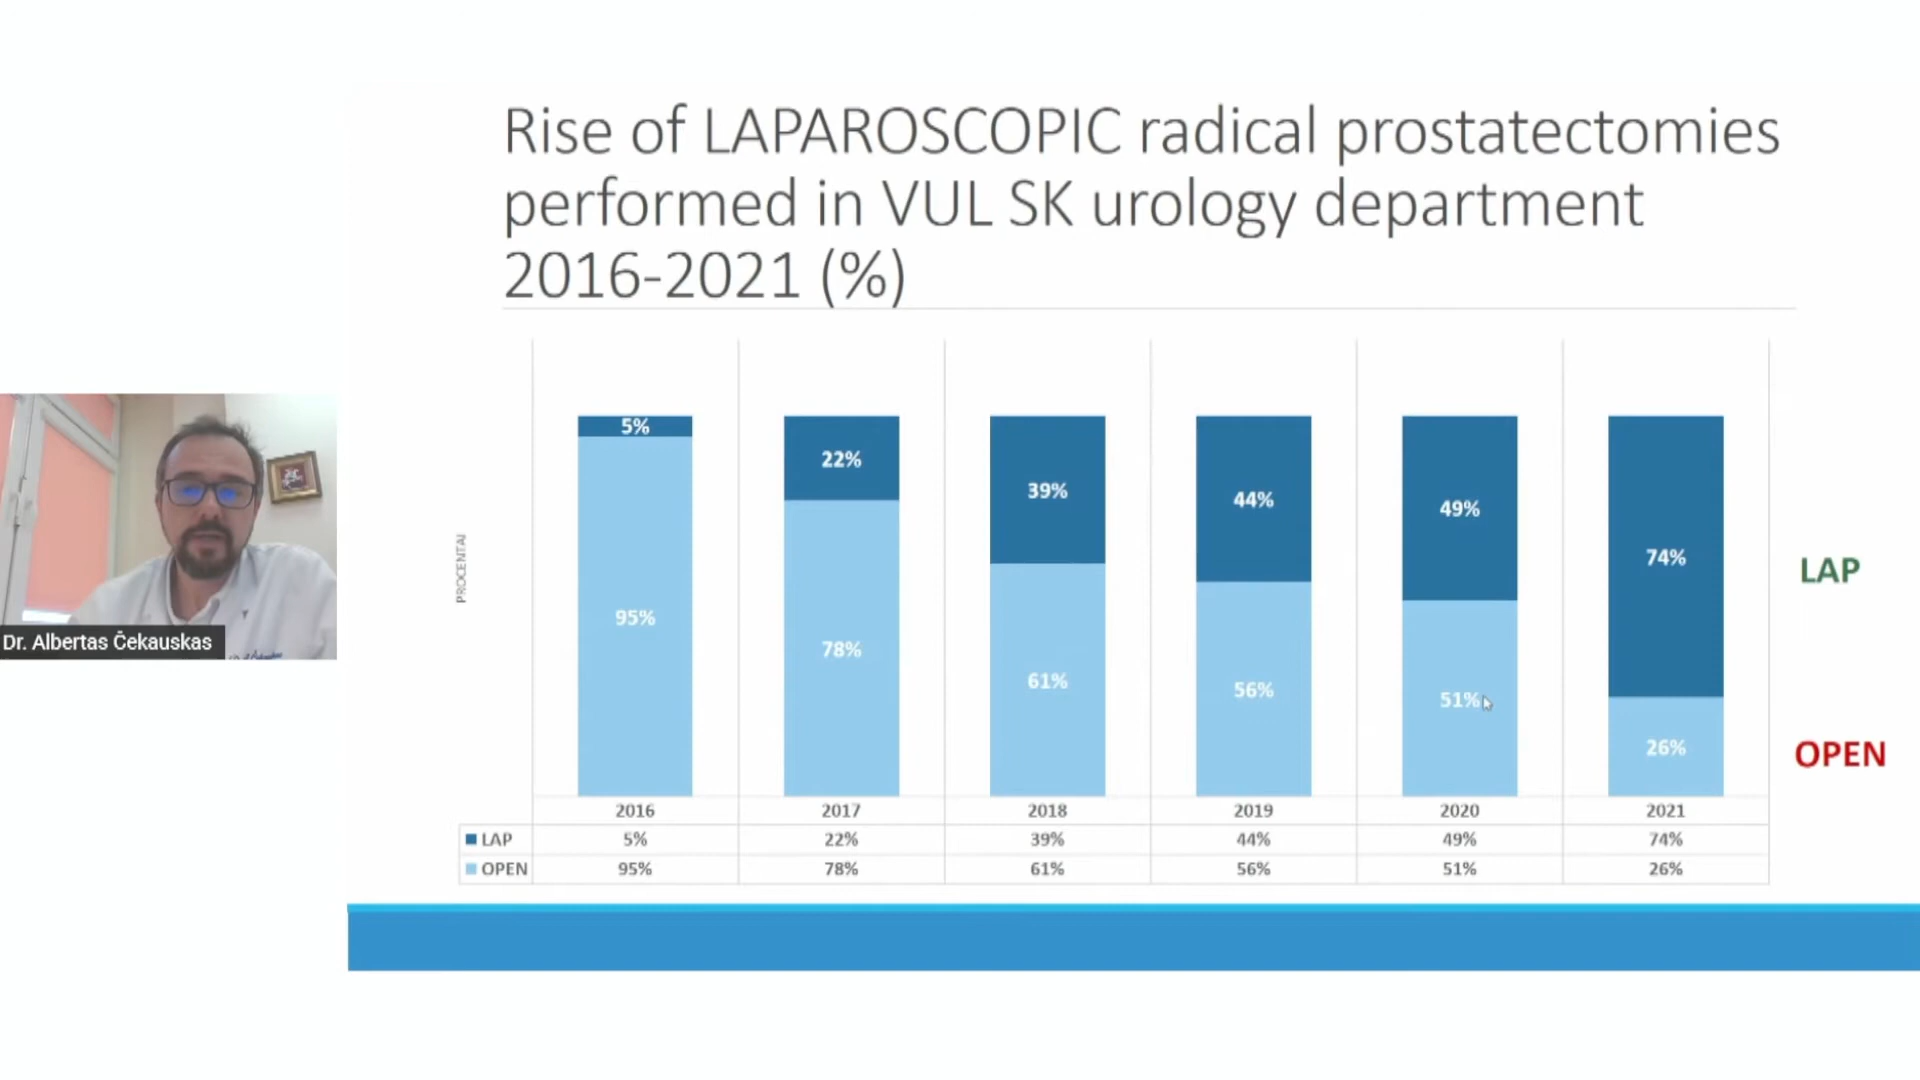 Rise of LAPAROSCOPIC radical prostatectomies
performed in VUL SK urology department
2016-2021 (%)
PROCENTAI
5%
22%
39%
44%
49%
74%
95%
78%
61%
56%
51%
26%
LAP
OPEN
2016 2017 2018 2019 2020 2021
LAP 5% 22% 39% 44% 49% 74%
OPEN 95% 78% 61% 56% 51% 26%
Dr. Albertas Čekauskas